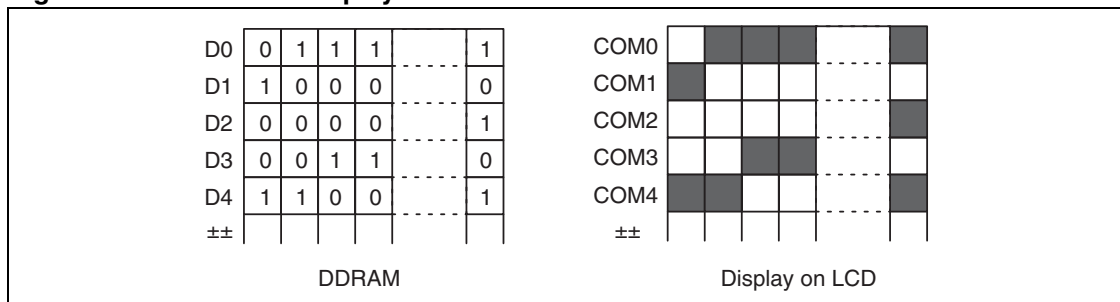 D0 0 1 1 1 1 COM0
D1 1 0 0 0 0 COM1
D2 0 0 0 0 1 COM2
D3 0 0 1 1 0 COM3
D4 1 1 0 0 1 COM4
±± ±±
DDRAM Display on LCD